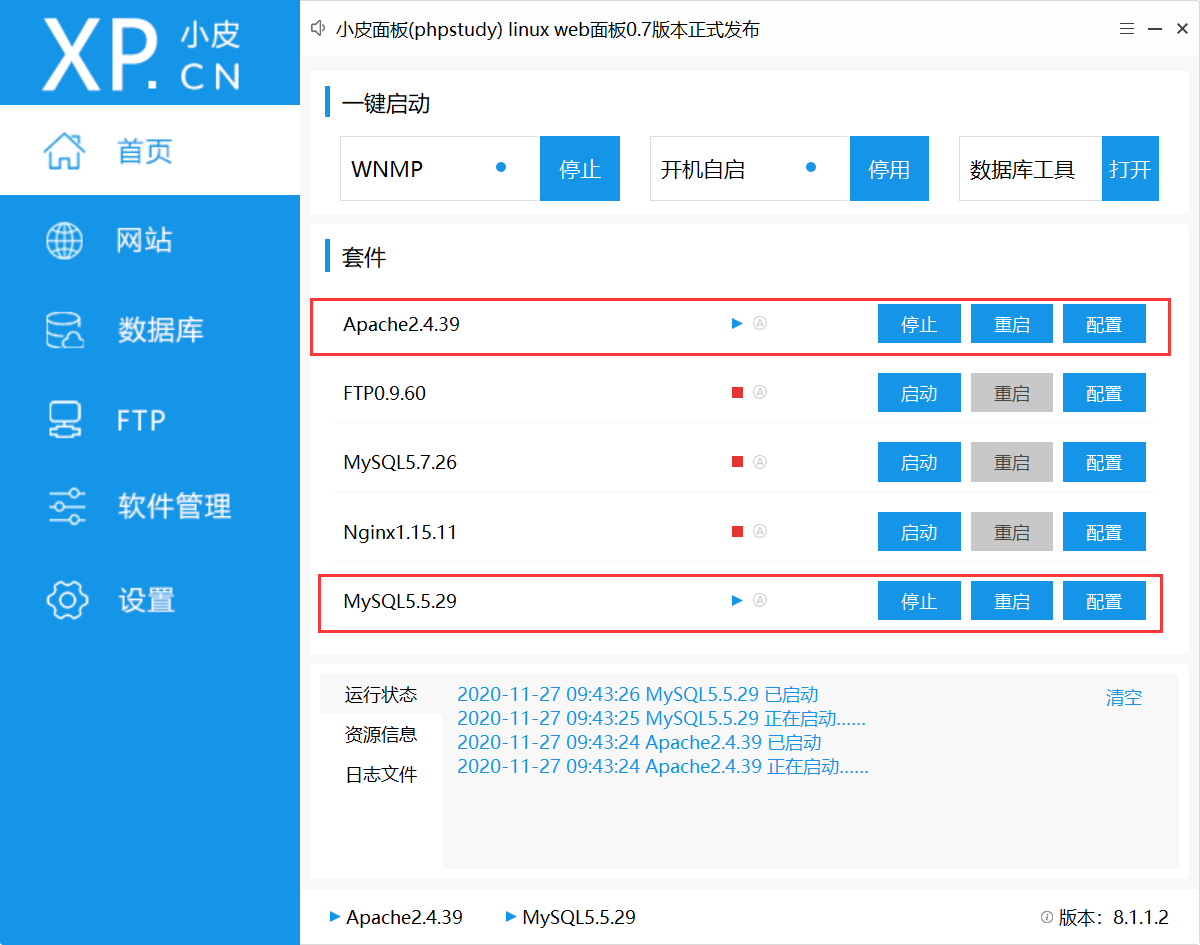 XP.小皮CN
小皮面板(phpstudy) linux web面板0.7版本正式发布
首页
网站
数据库
FTP
软件管理
设置
一键启动
WNMP 停止 开机自启 停用 数据库工具 打开
套件
Apache2.4.39 Ⓐ 停止 重启 配置
FTP0.9.60 Ⓐ 启动 重启 配置
MySQL5.7.26 Ⓐ 启动 重启 配置
Nginx1.15.11 Ⓐ 启动 重启 配置
MySQL5.5.29 Ⓐ 停止 重启 配置
运行状态
资源信息
日志文件
2020-11-27 09:43:26 MySQL5.5.29 已启动
2020-11-27 09:43:25 MySQL5.5.29 正在启动......
2020-11-27 09:43:24 Apache2.4.39 已启动
2020-11-27 09:43:24 Apache2.4.39 正在启动......
清空
Apache2.4.39 MySQL5.5.29 版本：8.1.1.2